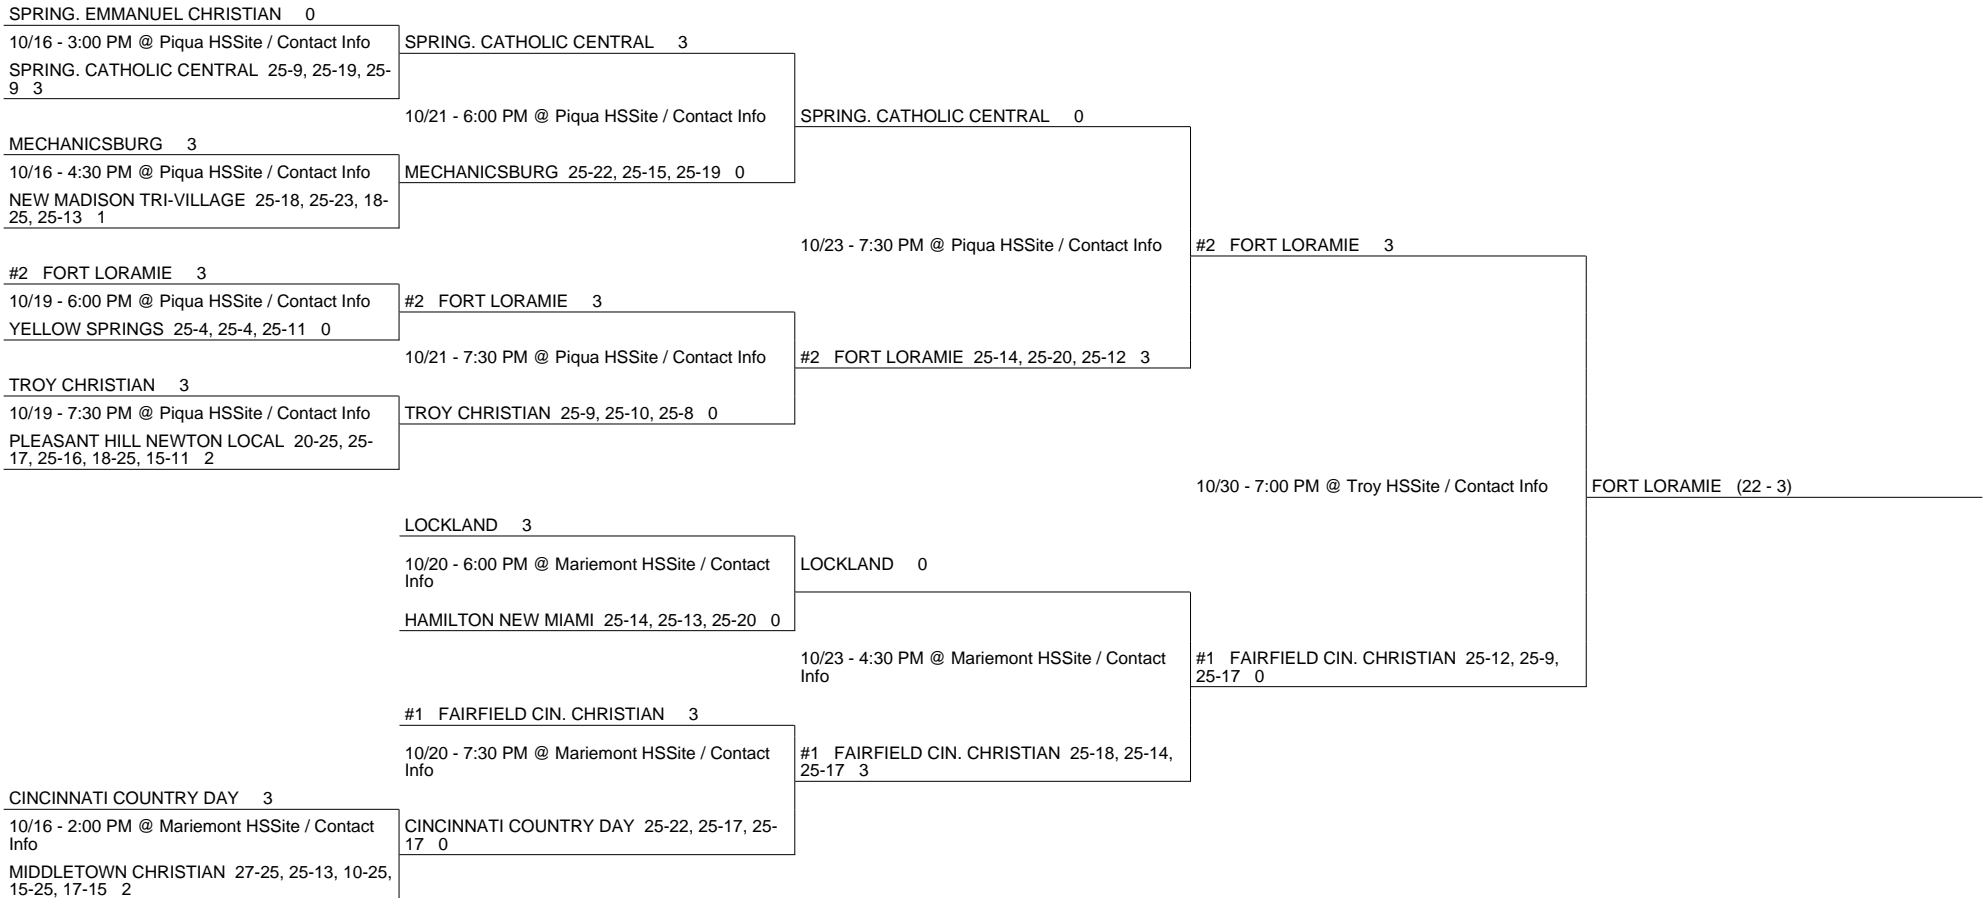 SPRING. EMMANUEL CHRISTIAN 0
10/16 - 3:00 PM @ Piqua HSSite / Contact Info
SPRING. CATHOLIC CENTRAL 25-9, 25-19, 25-
9 3
MECHANICSBURG 3
10/16 - 4:30 PM @ Piqua HSSite / Contact Info
NEW MADISON TRI-VILLAGE 25-18, 25-23, 18-
25, 25-13 1
#2 FORT LORAMIE 3
10/19 - 6:00 PM @ Piqua HSSite / Contact Info
YELLOW SPRINGS 25-4, 25-4, 25-11 0
TROY CHRISTIAN 3
10/19 - 7:30 PM @ Piqua HSSite / Contact Info
PLEASANT HILL NEWTON LOCAL 20-25, 25-
17, 25-16, 18-25, 15-11 2
CINCINNATI COUNTRY DAY 3
10/16 - 2:00 PM @ Mariemont HSSite / Contact
Info
MIDDLETOWN CHRISTIAN 27-25, 25-13, 10-25,
15-25, 17-15 2
SPRING. CATHOLIC CENTRAL 3
10/21 - 6:00 PM @ Piqua HSSite / Contact Info
MECHANICSBURG 25-22, 25-15, 25-19 0
#2 FORT LORAMIE 3
10/21 - 7:30 PM @ Piqua HSSite / Contact Info
TROY CHRISTIAN 25-9, 25-10, 25-8 0
LOCKLAND 3
10/20 - 6:00 PM @ Mariemont HSSite / Contact
Info
HAMILTON NEW MIAMI 25-14, 25-13, 25-20 0
#1 FAIRFIELD CIN. CHRISTIAN 3
10/20 - 7:30 PM @ Mariemont HSSite / Contact
Info
CINCINNATI COUNTRY DAY 25-22, 25-17, 25-
17 0
SPRING. CATHOLIC CENTRAL 0
10/23 - 7:30 PM @ Piqua HSSite / Contact Info
#2 FORT LORAMIE 25-14, 25-20, 25-12 3
LOCKLAND 0
10/23 - 4:30 PM @ Mariemont HSSite / Contact
Info
#1 FAIRFIELD CIN. CHRISTIAN 25-18, 25-14,
25-17 3
#2 FORT LORAMIE 3
10/30 - 7:00 PM @ Troy HSSite / Contact Info
#1 FAIRFIELD CIN. CHRISTIAN 25-12, 25-9,
25-17 0
FORT LORAMIE (22 - 3)